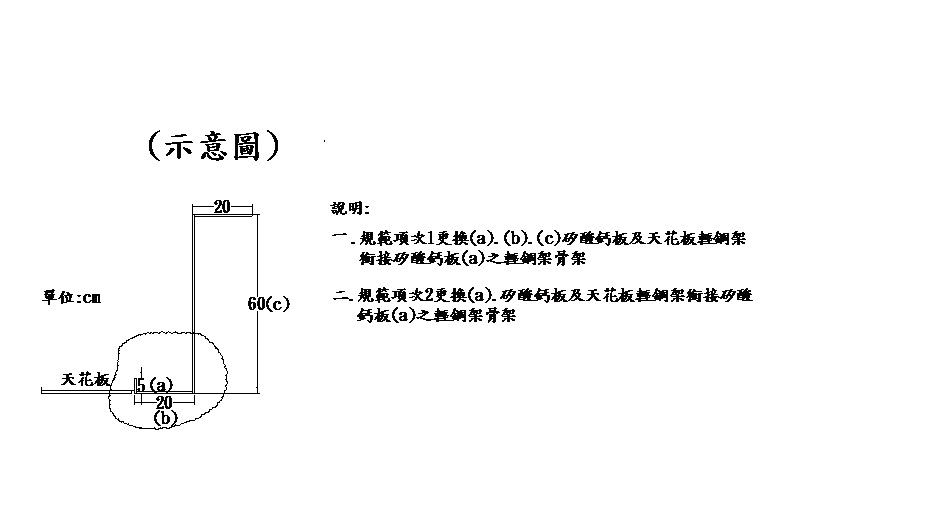 (示意圖)
20
說明:
一.規範項次1更換(a).(b).(c)矽酸鈣板及天花板輕鋼架
銜接矽酸鈣板(a)之輕鋼架骨架
單位:cm
60(c)
二.規範項次2更換(a).矽酸鈣板及天花板輕鋼架銜接矽酸
鈣板(a)之輕鋼架骨架
天花板
5(a)
20
(b)